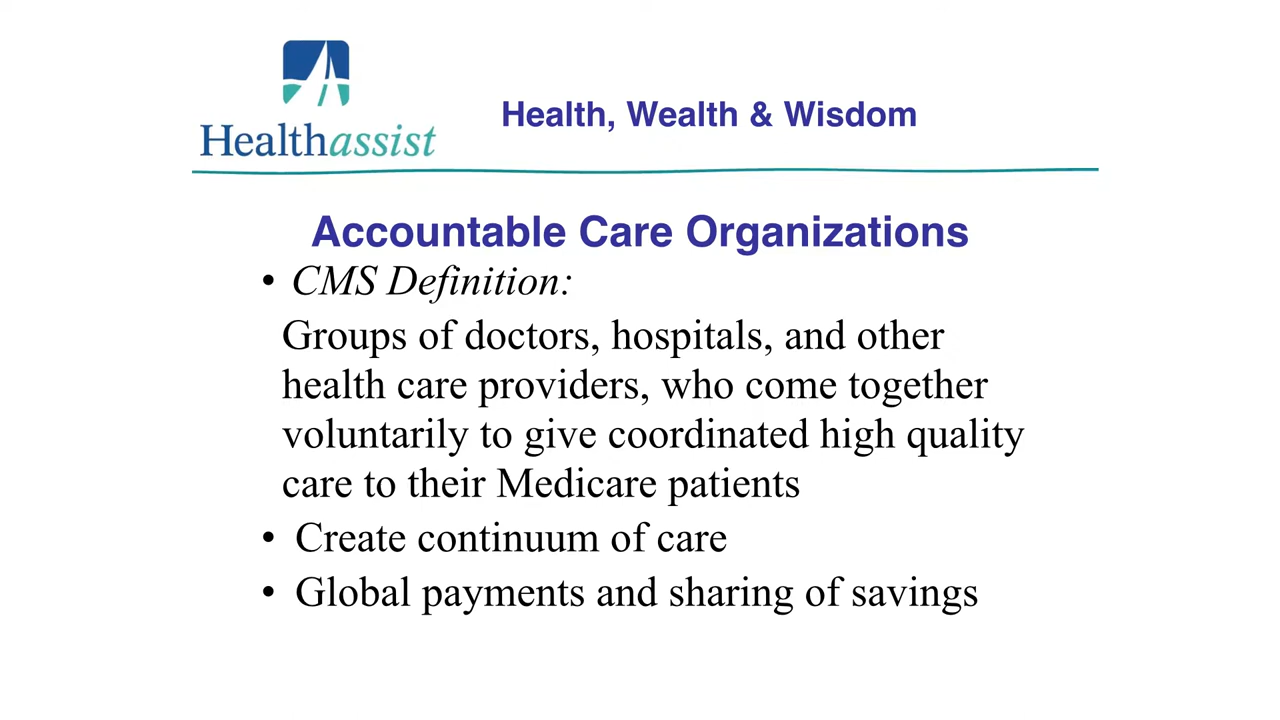 Healthassist
Health, Wealth & Wisdom
Accountable Care Organizations
• CMS Definition:
Groups of doctors, hospitals, and other
health care providers, who come together
voluntarily to give coordinated high quality
care to their Medicare patients
• Create continuum of care
• Global payments and sharing of savings